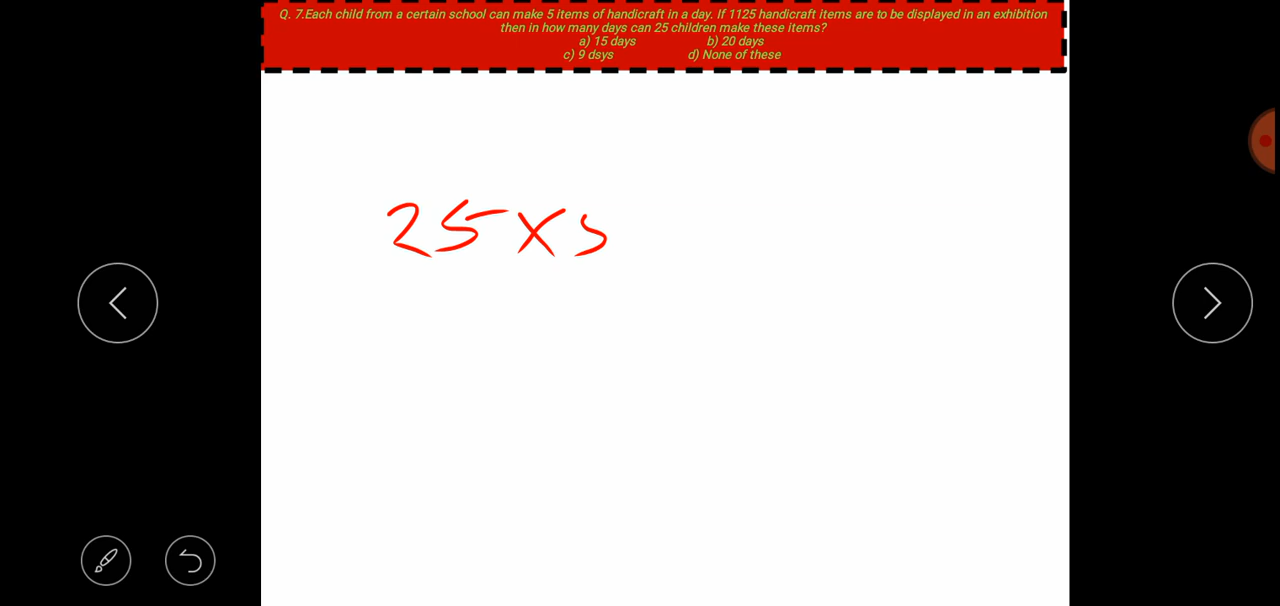 Q. 7.Each child from a certain school can make 5 items of handicraft in a day. If 1125 handicraft items are to be displayed in an exhibition
then in how many days can 25 children make these items?
a) 15 days b) 20 days
c) 9 dsys d) None of these
25 x 5